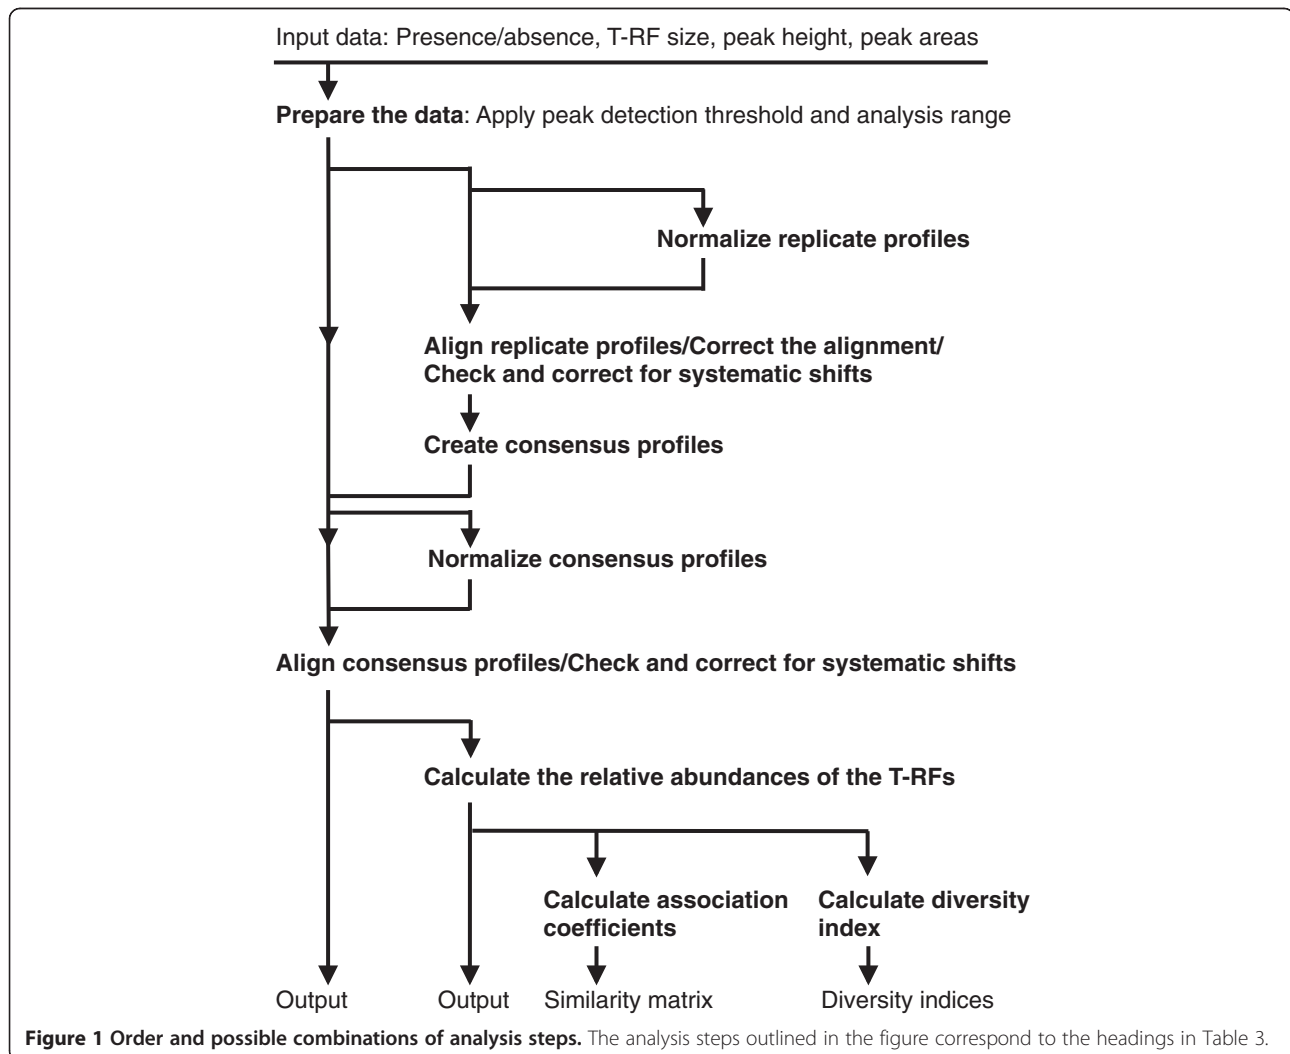 Input data: Presence/absence, T-RF size, peak height, peak areas
Prepare the data: Apply peak detection threshold and analysis range
Normalize replicate profiles
Align replicate profiles/Correct the alignment/
Check and correct for systematic shifts
Create consensus profiles
Normalize consensus profiles
Align consensus profiles/Check and correct for systematic shifts
Calculate the relative abundances of the T-RFs
Calculate association
coefficients
Calculate diversity
index
Output
Output
Similarity matrix
Diversity indices
Figure 1 Order and possible combinations of analysis steps. The analysis steps outlined in the figure correspond to the headings in Table 3.